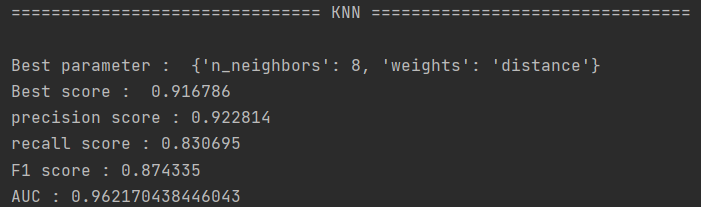 =============================== KNN ================================
Best parameter :  {'n_neighbors': 8, 'weights': 'distance'}
Best score :  0.916786
precision score : 0.922814
recall score : 0.830695
F1 score : 0.874335
AUC : 0.962170438446043